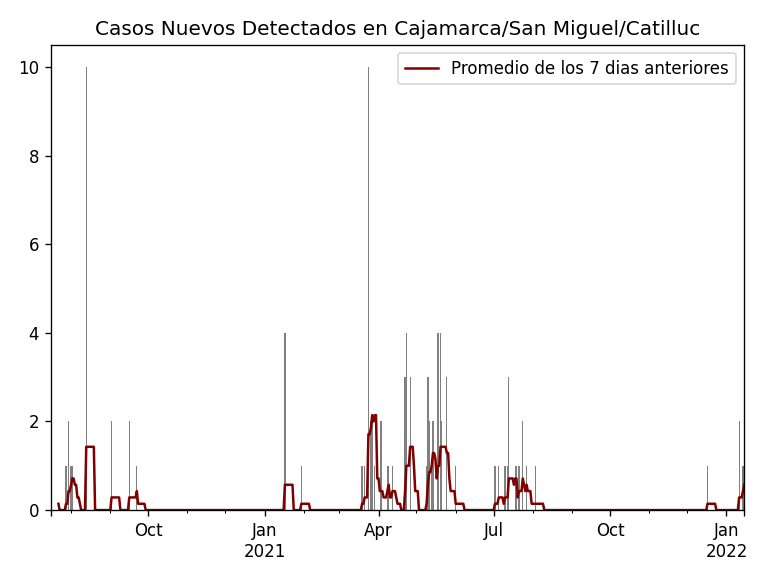 Casos Nuevos Detectados en Cajamarca/San Miguel/Catilluc
Promedio de los 7 dias anteriores
10
8
6
4
2
0
Oct
Jan
2021
Apr
Jul
Oct
Jan
2022